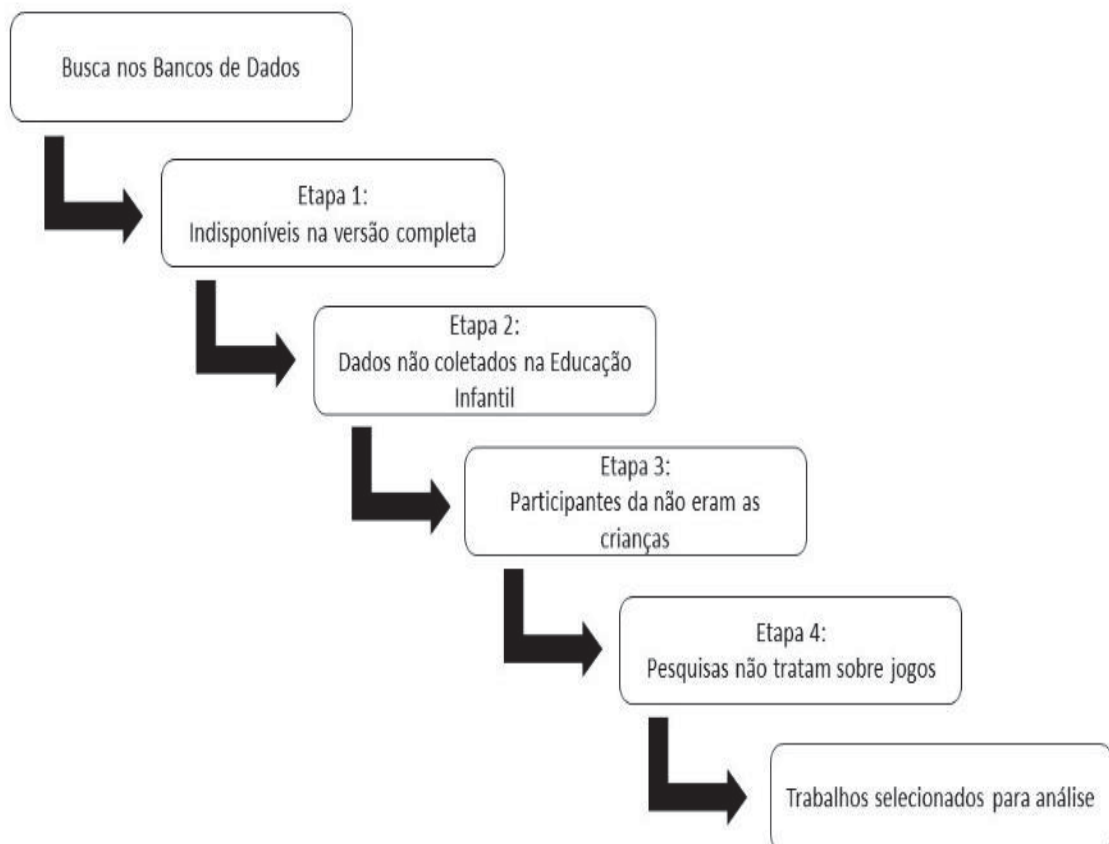 Busca nos Bancos de Dados
Etapa 1:
Indisponíveis na versão completa
Etapa 2:
Dados não coletados na Educação
Infantil
Etapa 3:
Participantes da não eram as
crianças
Etapa 4:
Pesquisas não tratam sobre jogos
Trabalhos selecionados para análise